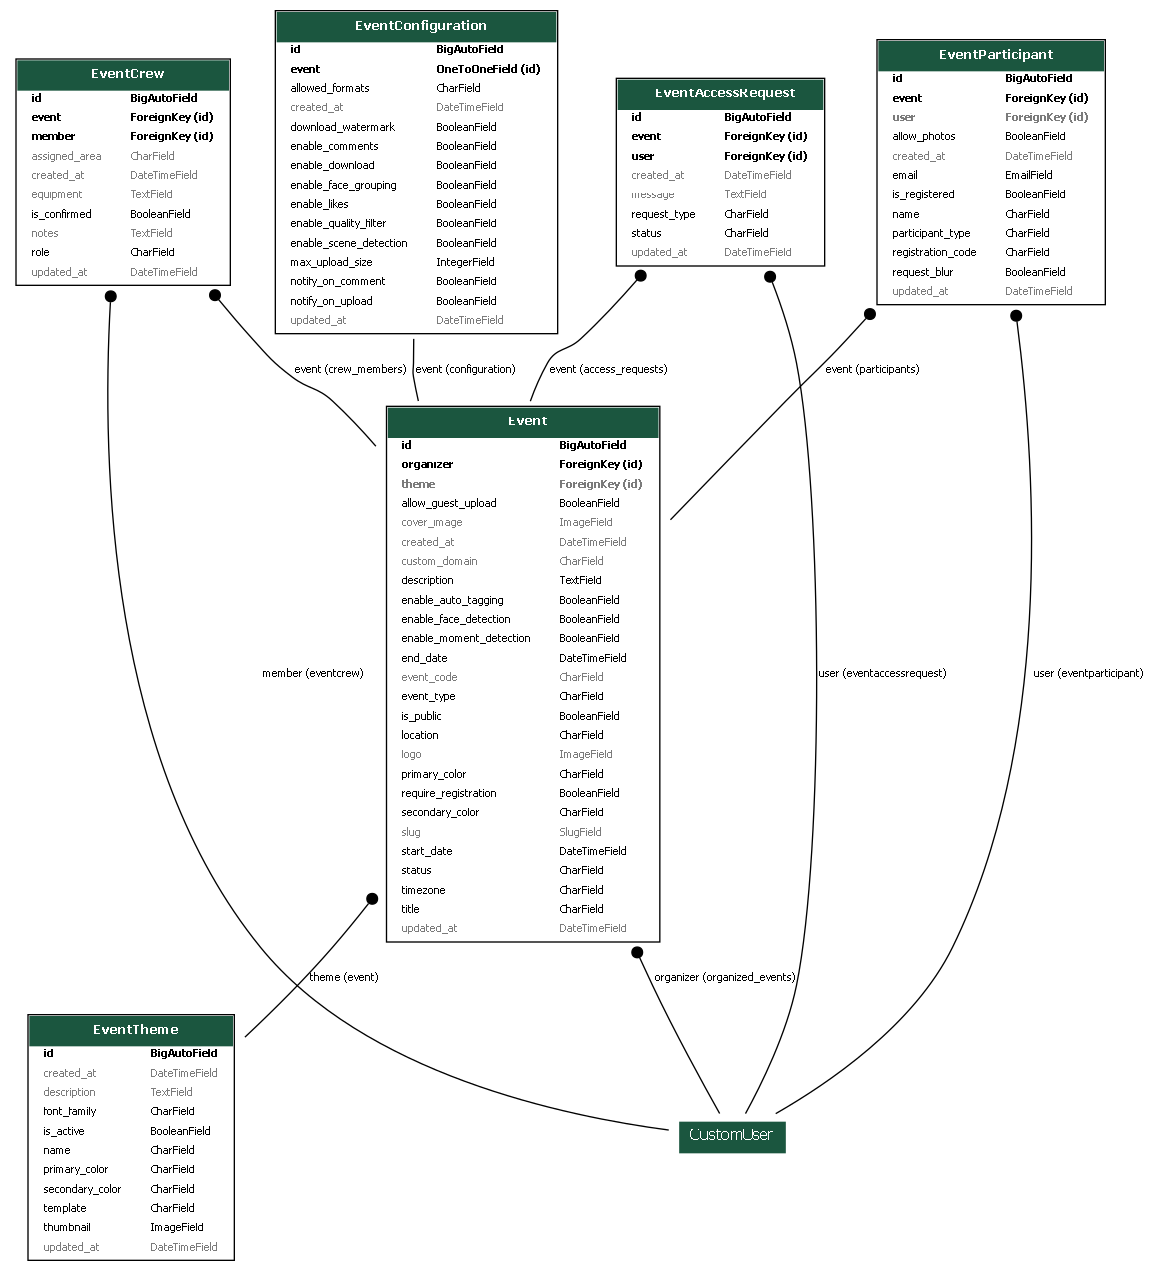 EventCrew
id BigAutoField
event ForeignKey (id)
member ForeignKey (id)
assigned_area CharField
created_at DateTimeField
equipment TextField
is_confirmed BooleanField
notes TextField
role CharField
updated_at DateTimeField
EventConfiguration
id BigAutoField
event OneToOneField (id)
allowed_formats CharField
created_at DateTimeField
download_watermark BooleanField
enable_comments BooleanField
enable_download BooleanField
enable_face_grouping BooleanField
enable_likes BooleanField
enable_quality_filter BooleanField
enable_scene_detection BooleanField
max_upload_size IntegerField
notify_on_comment BooleanField
notify_on_upload BooleanField
updated_at DateTimeField
EventAccessRequest
id BigAutoField
event ForeignKey (id)
user ForeignKey (id)
created_at DateTimeField
message TextField
request_type CharField
status CharField
updated_at DateTimeField
EventParticipant
id BigAutoField
event ForeignKey (id)
user ForeignKey (id)
allow_photos BooleanField
created_at DateTimeField
email EmailField
is_registered BooleanField
name CharField
participant_type CharField
registration_code CharField
request_blur BooleanField
updated_at DateTimeField
event (crew_members)
event (configuration)
event (access_requests)
event (participants)
Event
id BigAutoField
organizer ForeignKey (id)
theme ForeignKey (id)
allow_guest_upload BooleanField
cover_image ImageField
created_at DateTimeField
custom_domain CharField
description TextField
enable_auto_tagging BooleanField
enable_face_detection BooleanField
enable_moment_detection BooleanField
end_date DateTimeField
event_code CharField
event_type CharField
is_public BooleanField
location CharField
logo ImageField
primary_color CharField
require_registration BooleanField
secondary_color CharField
slug SlugField
start_date DateTimeField
status CharField
timezone CharField
title CharField
updated_at DateTimeField
member (eventcrew)
user (eventaccessrequest)
user (eventparticipant)
theme (event)
organizer (organized_events)
EventTheme
id BigAutoField
created_at DateTimeField
description TextField
font_family CharField
is_active BooleanField
name CharField
primary_color CharField
secondary_color CharField
template CharField
thumbnail ImageField
updated_at DateTimeField
CustomUser